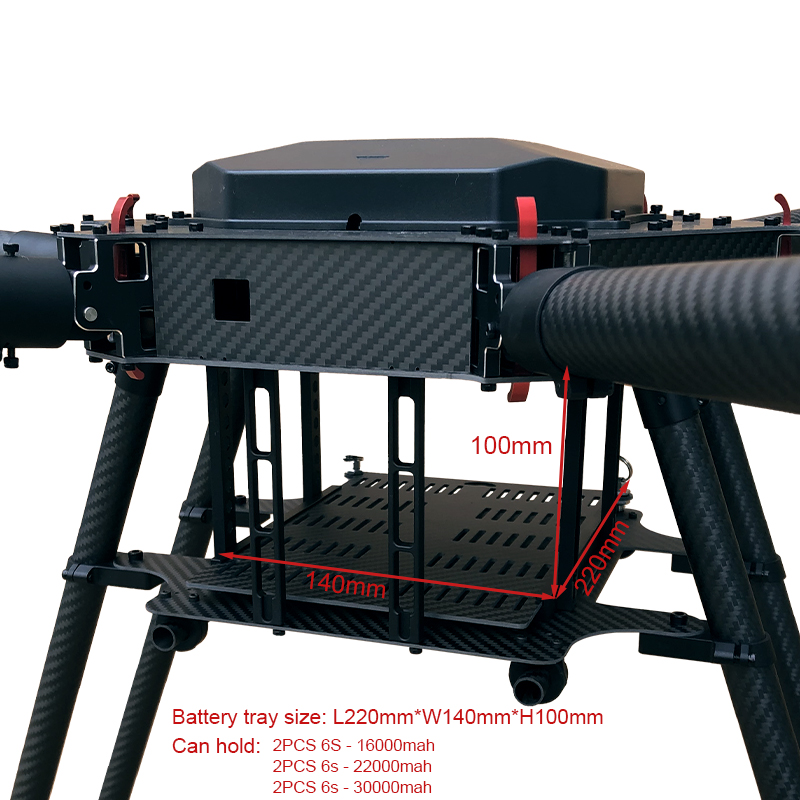 100mm
140mm
220mm
Battery tray size: L220mm*W140mm*H100mm
Can hold: 2PCS 6S - 16000mah
2PCS 6s - 22000mah
2PCS 6s - 30000mah